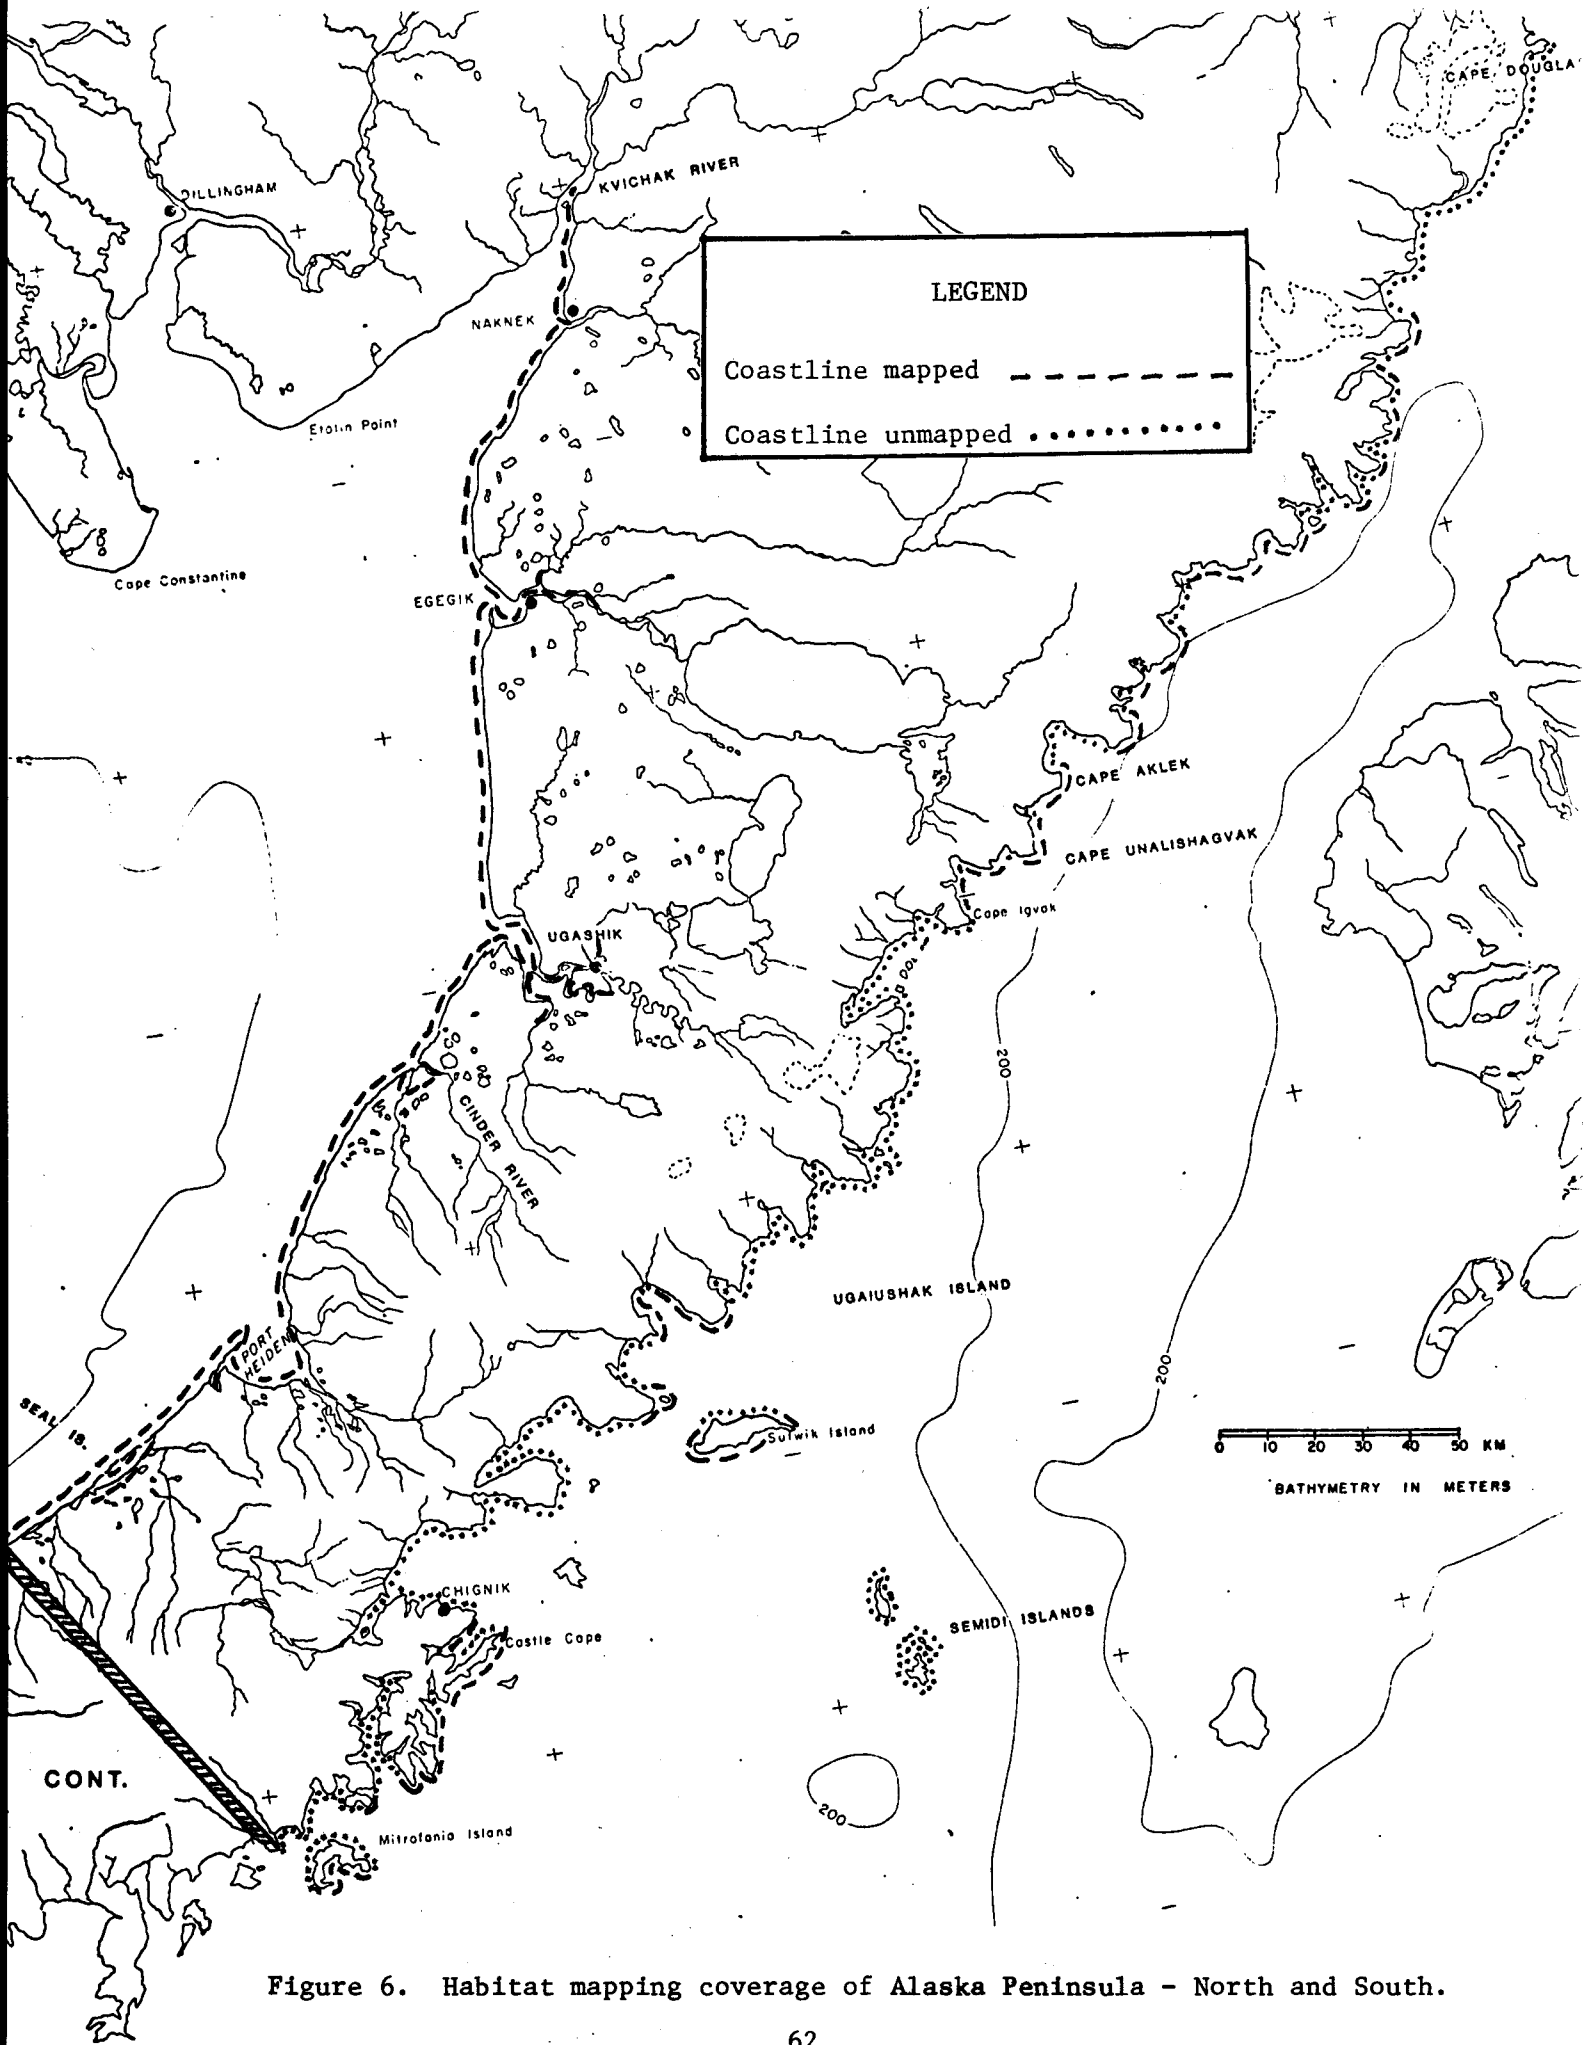 CAPE DOUGLA
KVICHAK RIVER
DILLINGHAM
LEGEND
NAKNEK
Coastline mapped
Etolin Point
Coastline unmapped
Cape Constantine
EGEGIK
CAPE AKLEK
CAPE UNALISHAGVAK
Cape Igvak
UGASHIK
200
CINDER RIVER
UGAIUSHAK ISLAND
PORT
HEIDEN
200
SEAL IS.
Sutwik Island
0 10 20 30 40 50 KM
BATHYMETRY IN METERS
CHIGNIK
SEMIDI ISLANDS
Castle Cape
CONT.
200
Mitrofania Island
Figure 6. Habitat mapping coverage of Alaska Peninsula - North and South.
62